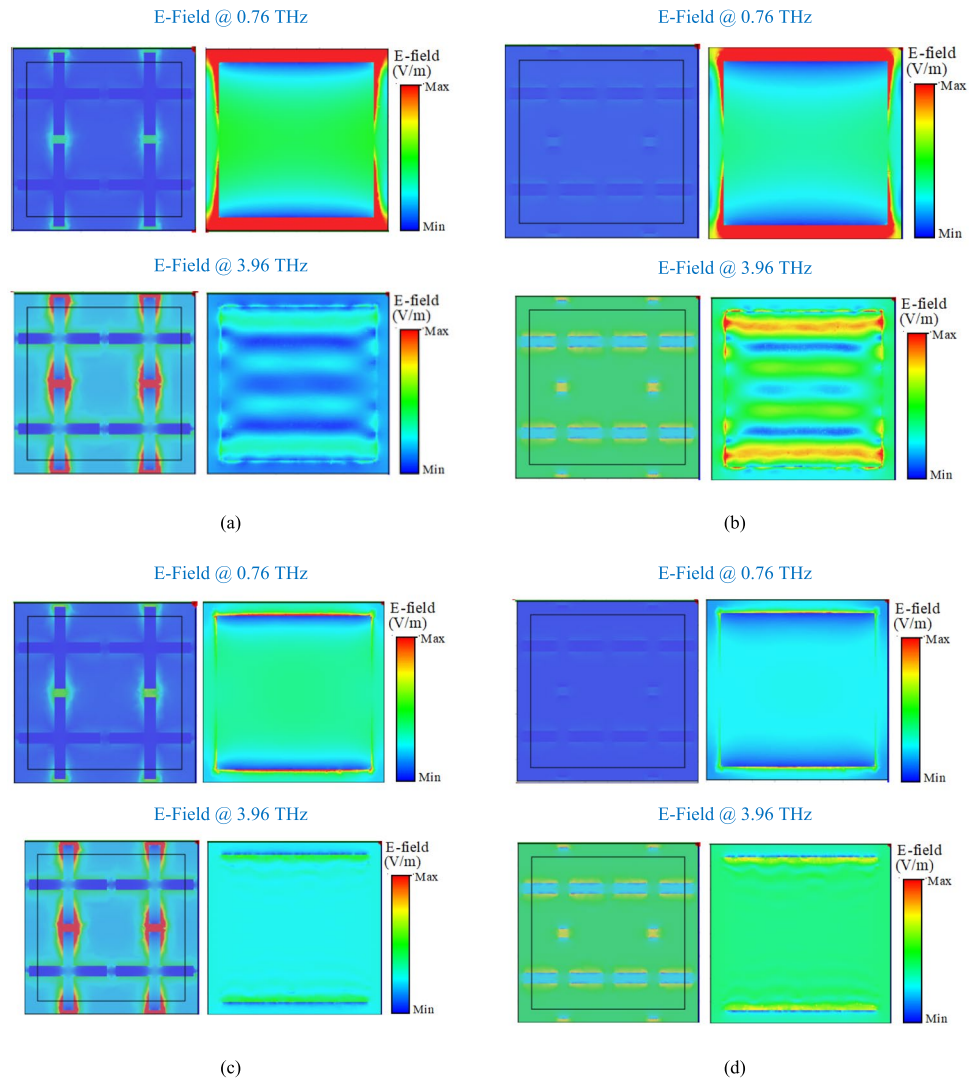 E-Field @ 0.76 THz
E-field
(V/m)
Max
Min
E-Field @ 0.76 THz
E-field
(V/m)
Max
Min
E-Field @ 3.96 THz
E-field
(V/m)
Max
Min
E-Field @ 3.96 THz
E-field
(V/m)
Max
Min
(a)
(b)
E-Field @ 0.76 THz
E-field
(V/m)
Max
Min
E-Field @ 0.76 THz
E-field
(V/m)
Max
Min
E-Field @ 3.96 THz
E-field
(V/m)
Max
Min
E-Field @ 3.96 THz
E-field
(V/m)
Max
Min
(c)
(d)